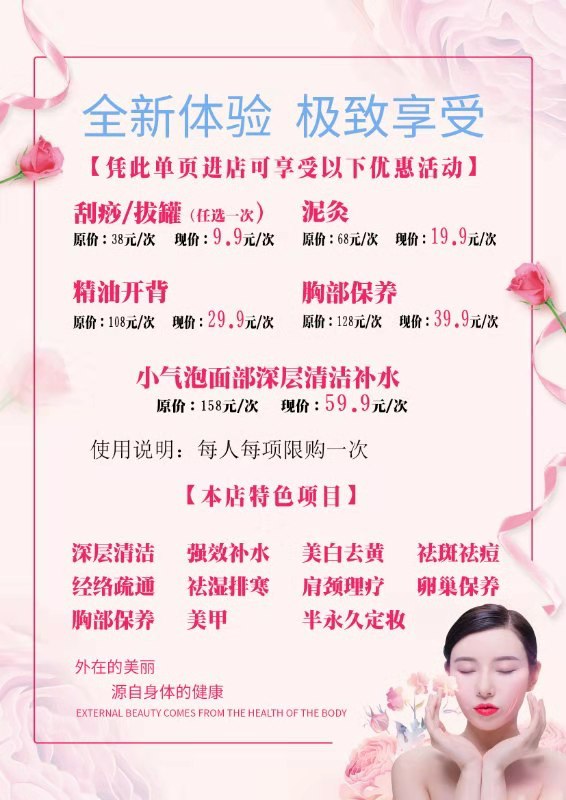 全新体验 极致享受
【凭此单页进店可享受以下优惠活动】
刮痧/拔罐（任选一次） 泥灸
原价：38元/次 现价：9.9元/次 原价：68元/次 现价：19.9元/次
精油开背 胸部保养
原价：108元/次 现价：29.9元/次 原价：128元/次 现价：39.9元/次
小气泡面部深层清洁补水
原价：158元/次 现价：59.9元/次
使用说明：每人每项限购一次
【本店特色项目】
深层清洁 强效补水 美白去黄 祛斑祛痘
经络疏通 祛湿排寒 肩颈理疗 卵巢保养
胸部保养 美甲 半永久定妆
外在的美丽
源自身体的健康
EXTERNAL BEAUTY COMES FROM THE HEALTH OF THE BODY